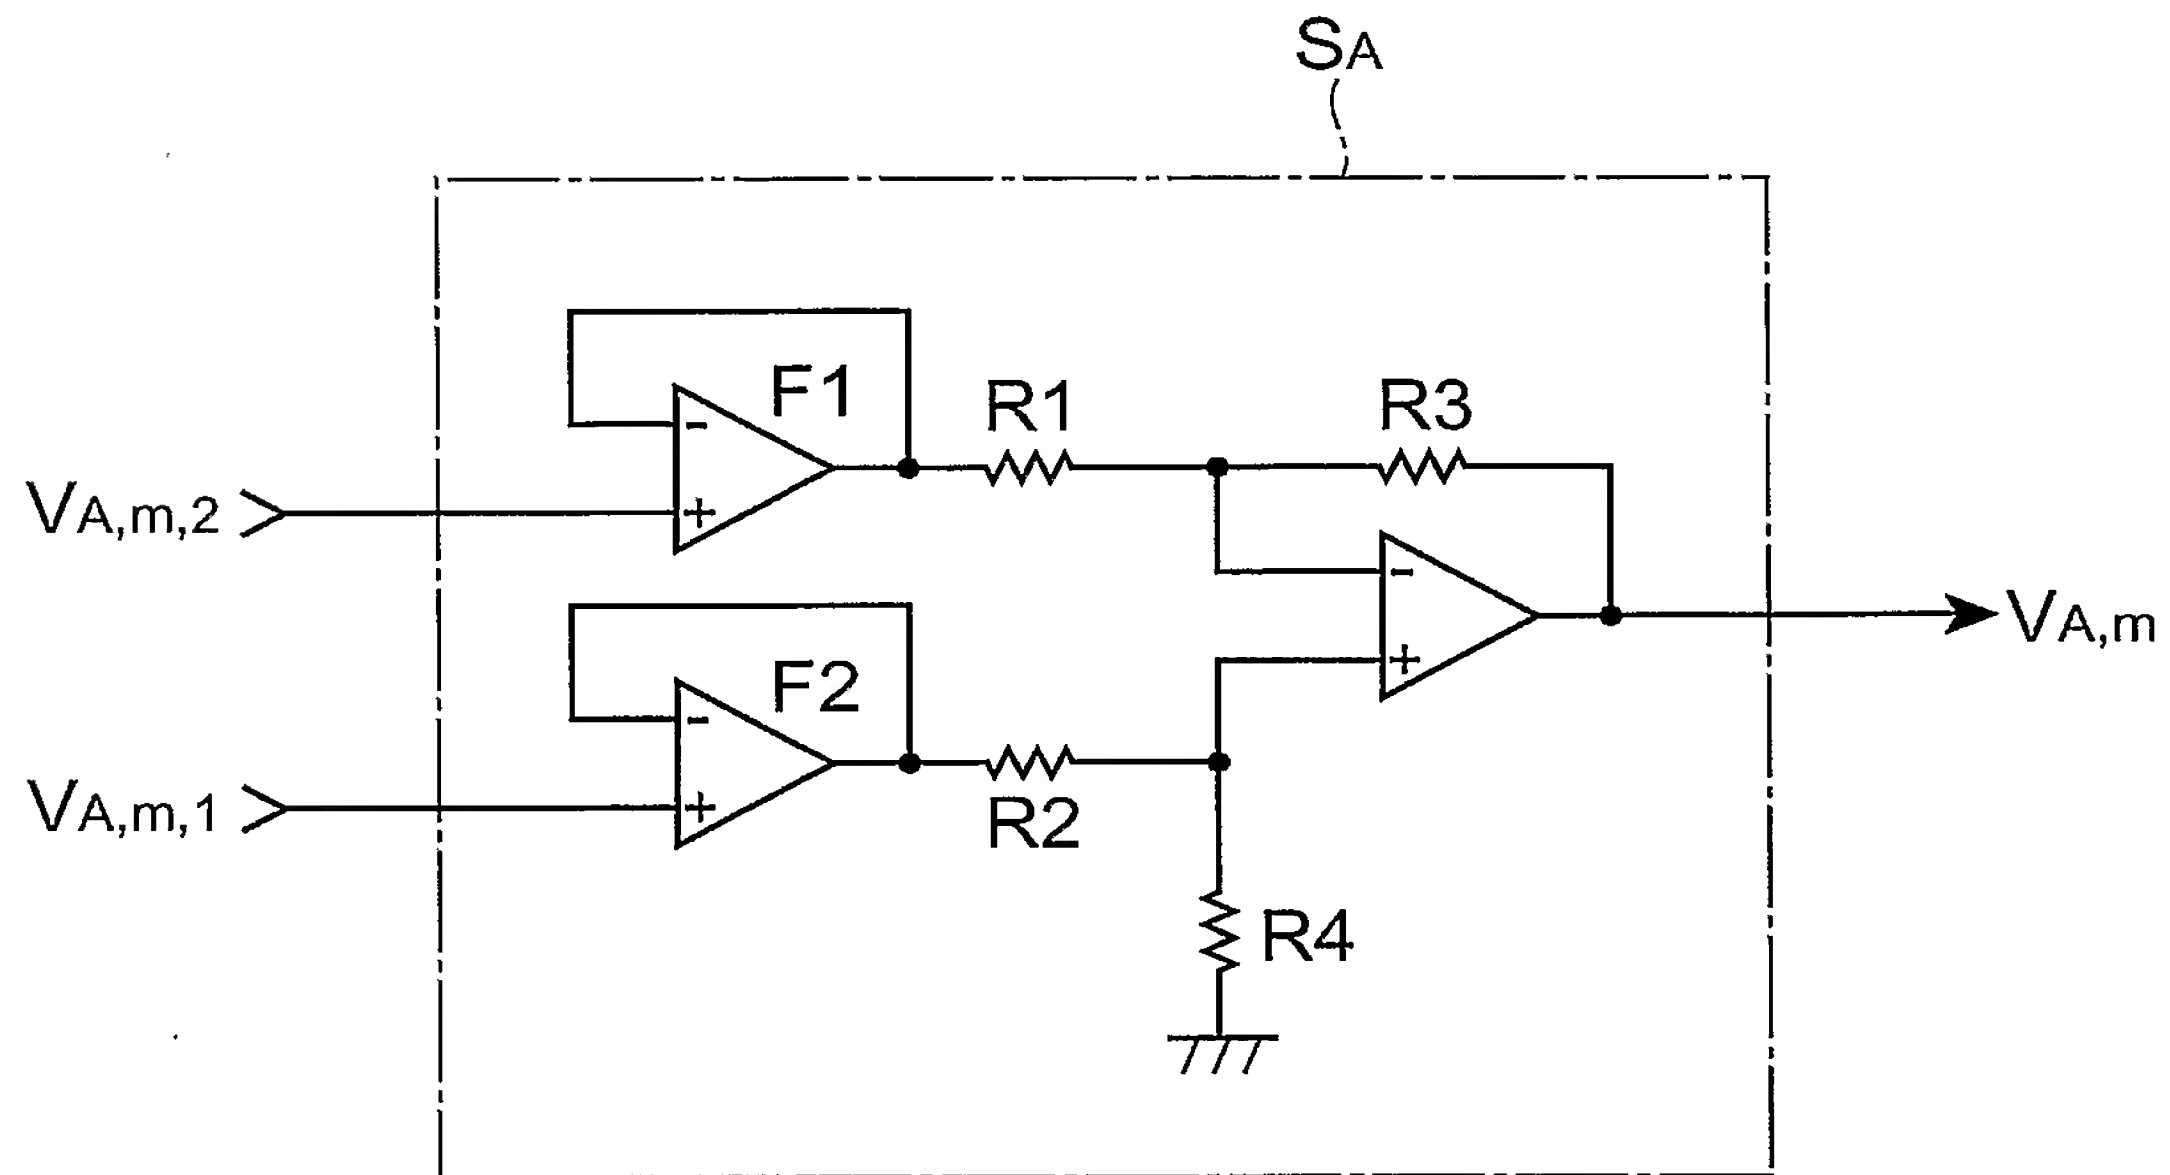 SA
F1
R1
R3
-
VA,m,2
+
-
F2
+
VA,m
-
VA,m,1
+
R2
R4